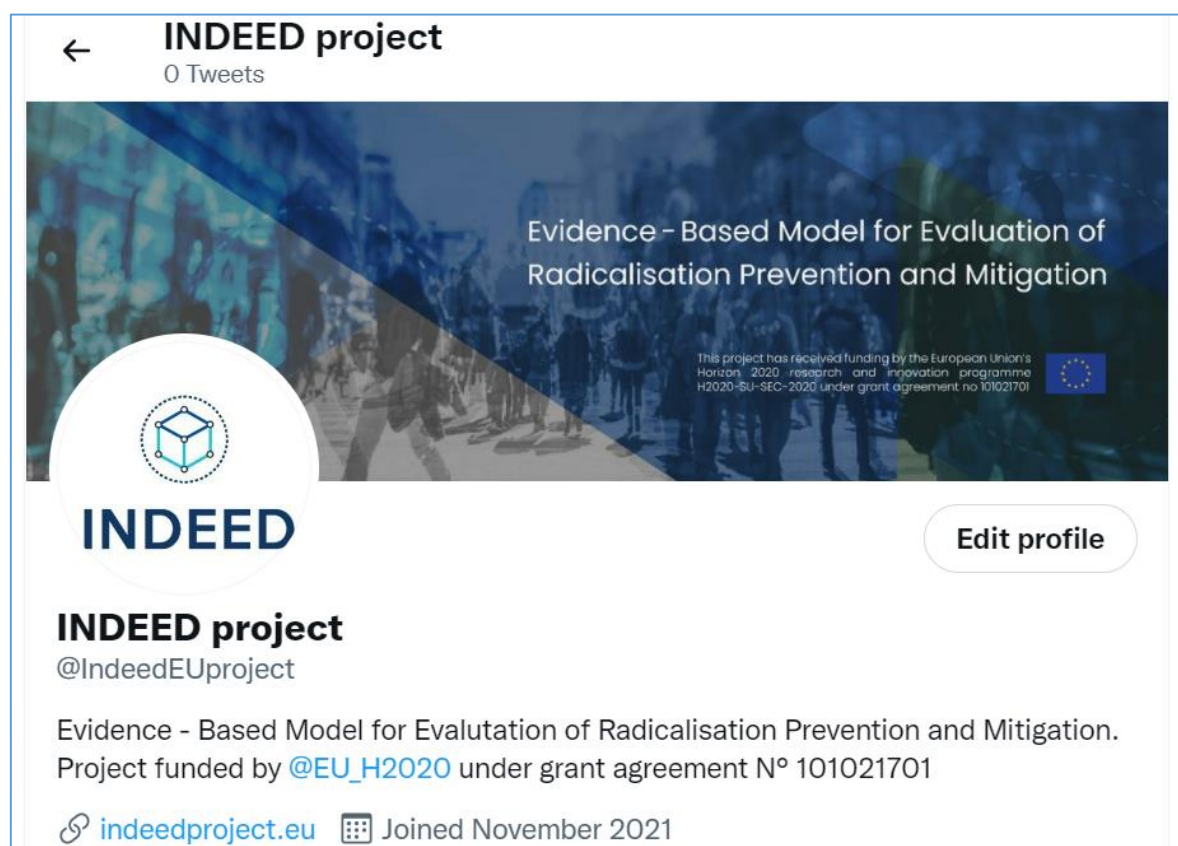 INDEED project
0 Tweets
Evidence - Based Model for Evaluation of
Radicalisation Prevention and Mitigation
This project has received funding by the European Union's
Horizon 2020 research and innovation programme
H2020-SU-SEC-2020 under grant agreement no 101021701
INDEED
Edit profile
INDEED project
@IndeedEUproject
Evidence - Based Model for Evalutation of Radicalisation Prevention and Mitigation.
Project funded by @EU_H2020 under grant agreement Nº 101021701
indeedproject.eu Joined November 2021